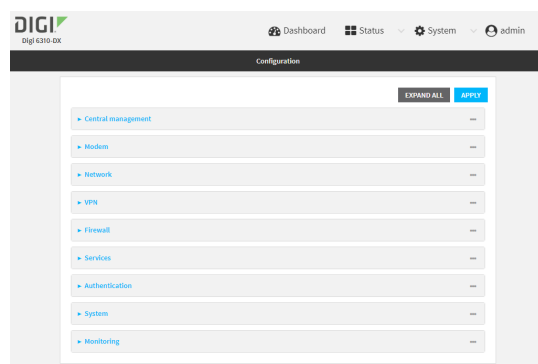 DIGI
Digi 6310-DX
Dashboard Status System admin
Configuration
EXPAND ALL APPLY
Central management
Modem
Network
VPN
Firewall
Services
Authentication
System
Monitoring